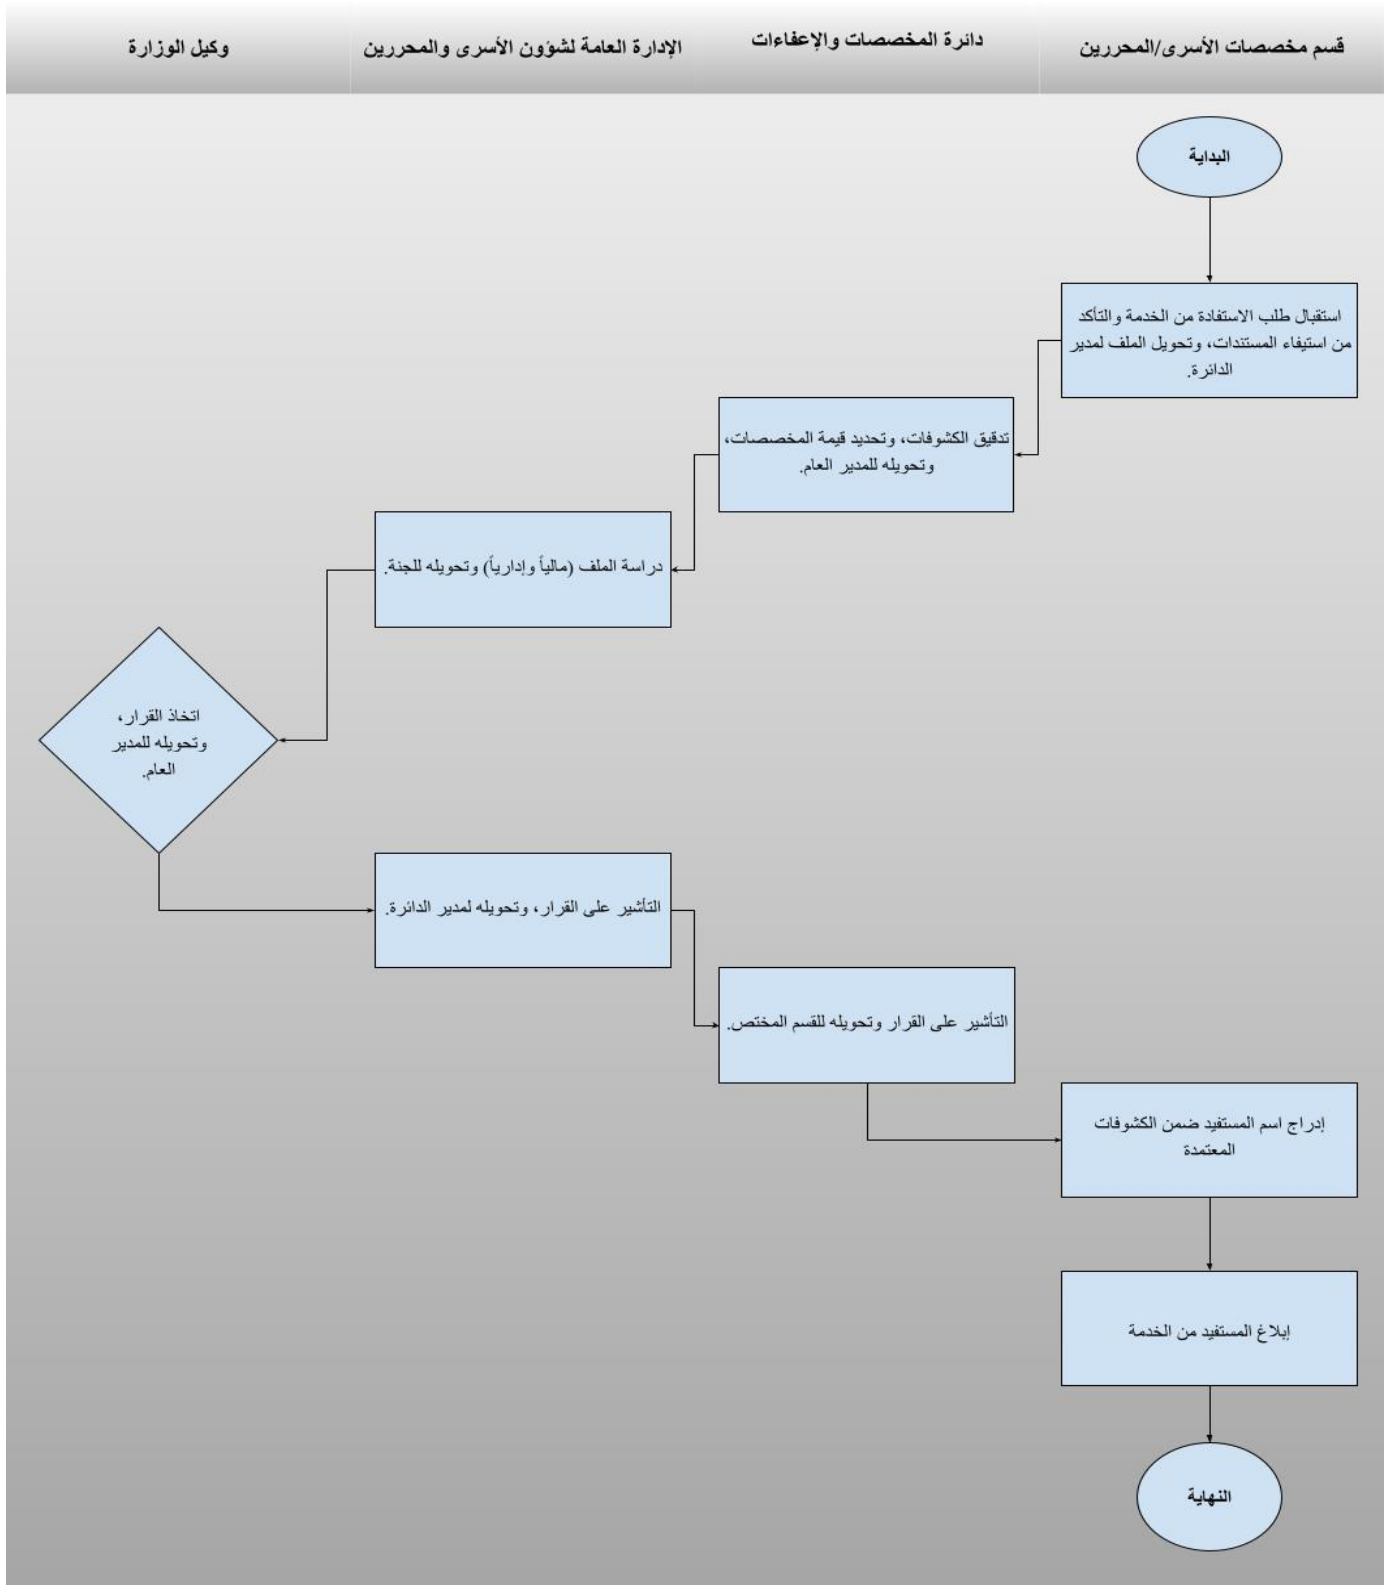 قسم مخصصات الأسرى/المحررين
دائرة المخصصات والإعفاءات
الإدارة العامة لشؤون الأسرى والمحررين
وكيل الوزارة
البداية
استقبال طلب الاستفادة من الخدمة والتأكد
من استيفاء المستندات، وتحويل الملف لمدير
الدائرة.
تدقيق الكشوفات، وتحديد قيمة المخصصات،
وتحويله للمدير العام.
دراسة الملف (مالياً وإدارياً) وتحويله للجنة.
اتخاذ القرار،
وتحويله للمدير
العام.
التأشير على القرار، وتحويله لمدير الدائرة.
التأشير على القرار وتحويله للقسم المختص.
إدراج اسم المستفيد ضمن الكشوفات
المعتمدة
إبلاغ المستفيد من الخدمة
النهاية